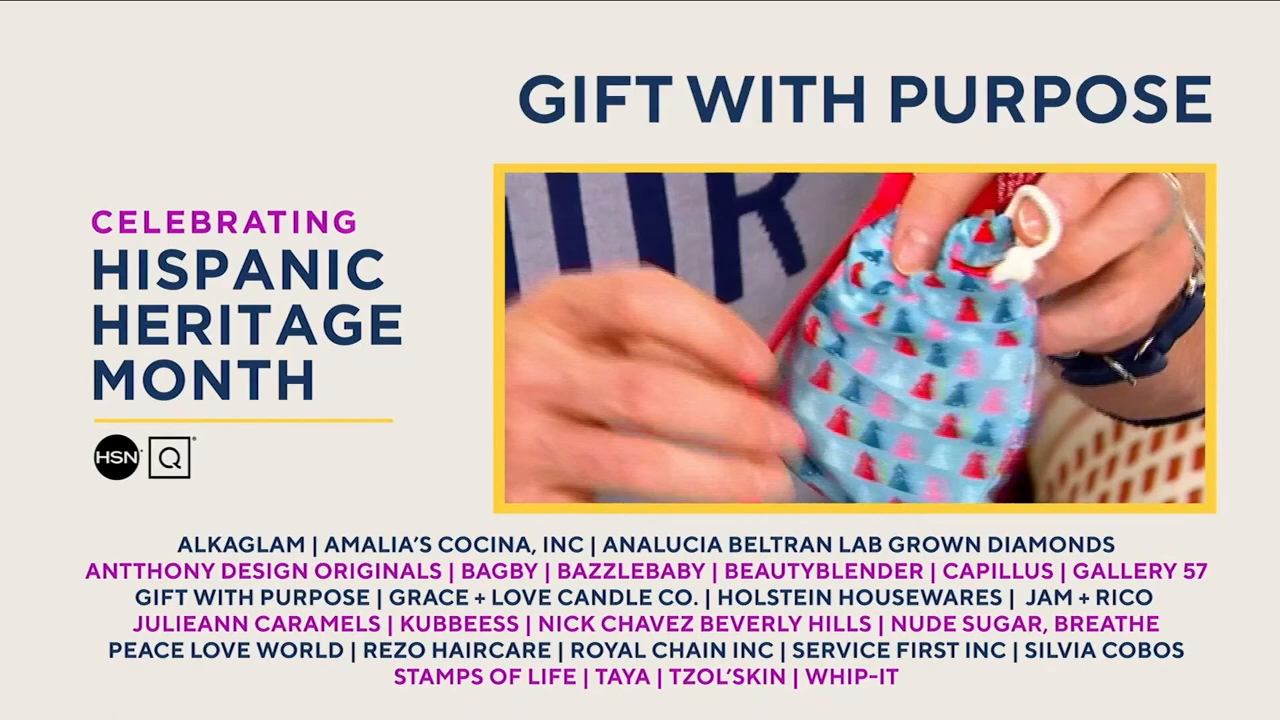 GIFT WITH PURPOSE
CELEBRATING
HISPANIC
HERITAGE
MONTH
HSN Q
ALKAGLAM | AMALIA'S COCINA, INC | ANALUCIA BELTRAN LAB GROWN DIAMONDS
ANTTHONY DESIGN ORIGINALS | BAGBY | BAZZLEBABY | BEAUTYBLENDER | CAPILLUS | GALLERY 57
GIFT WITH PURPOSE | GRACE + LOVE CANDLE CO. | HOLSTEIN HOUSEWARES | JAM + RICO
JULIEANN CARAMELS | KUBBEESS | NICK CHAVEZ BEVERLY HILLS | NUDE SUGAR, BREATHE
PEACE LOVE WORLD | REZO HAIRCARE | ROYAL CHAIN INC | SERVICE FIRST INC | SILVIA COBOS
STAMPS OF LIFE | TAYA | TZOL'SKIN | WHIP-IT